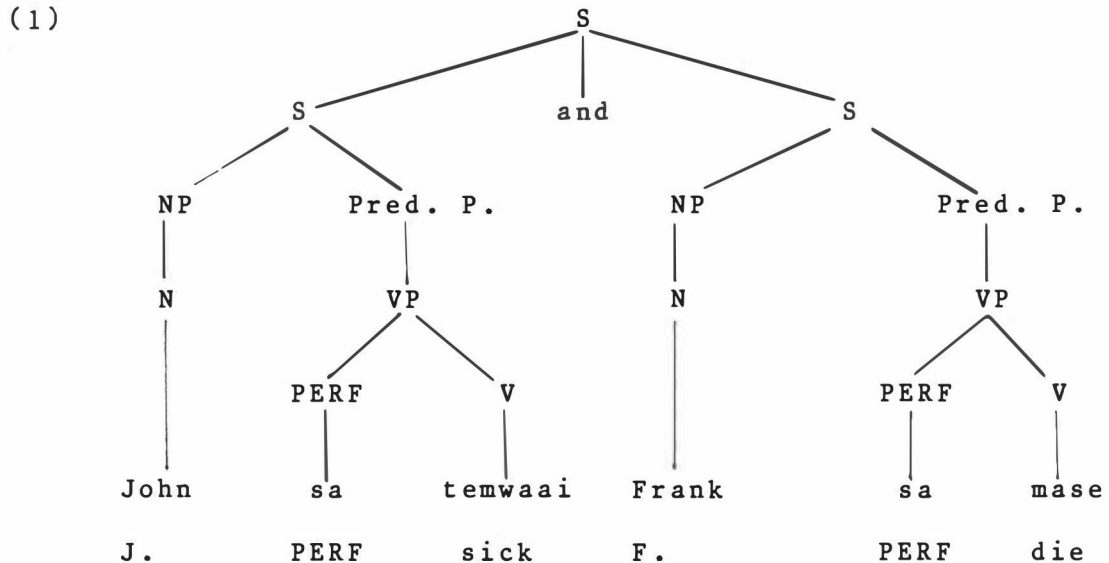 (1)
S
S and S
NP Pred. P. NP Pred. P.
N VP N VP
PERF V PERF V
John sa temwaai Frank sa mase
J. PERF sick F. PERF die